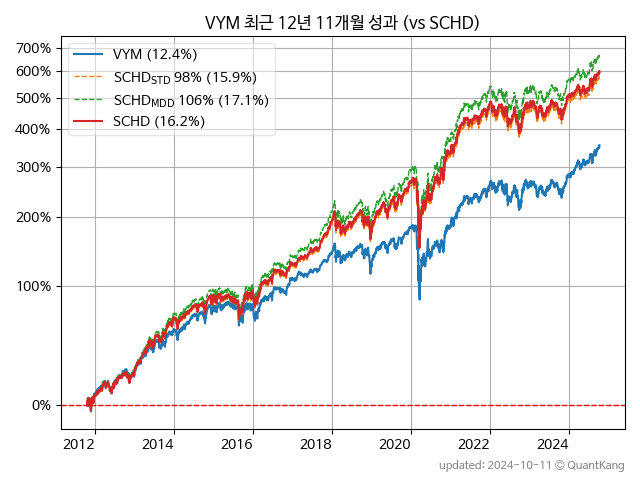 VYM 최근 12년 11개월 성과 (vs SCHD)
700%
600%
500%
400%
300%
200%
100%
0%
VYM (12.4%)
SCHD_STD 98% (15.9%)
SCHD_MDD 106% (17.1%)
SCHD (16.2%)
2012 2014 2016 2018 2020 2022 2024
updated: 2024-10-11 © QuantKang